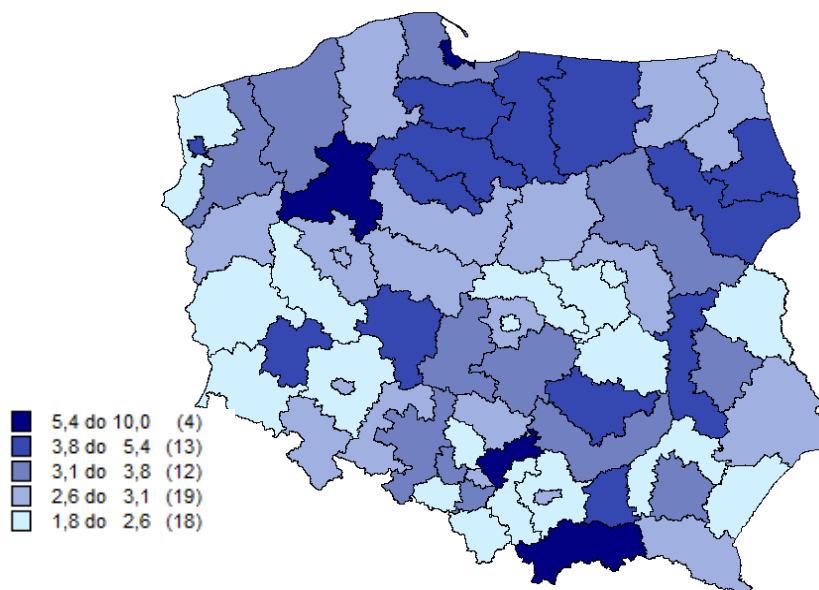 5,4 do 10,0 (4)
3,8 do 5,4 (13)
3,1 do 3,8 (12)
2,6 do 3,1 (19)
1,8 do 2,6 (18)